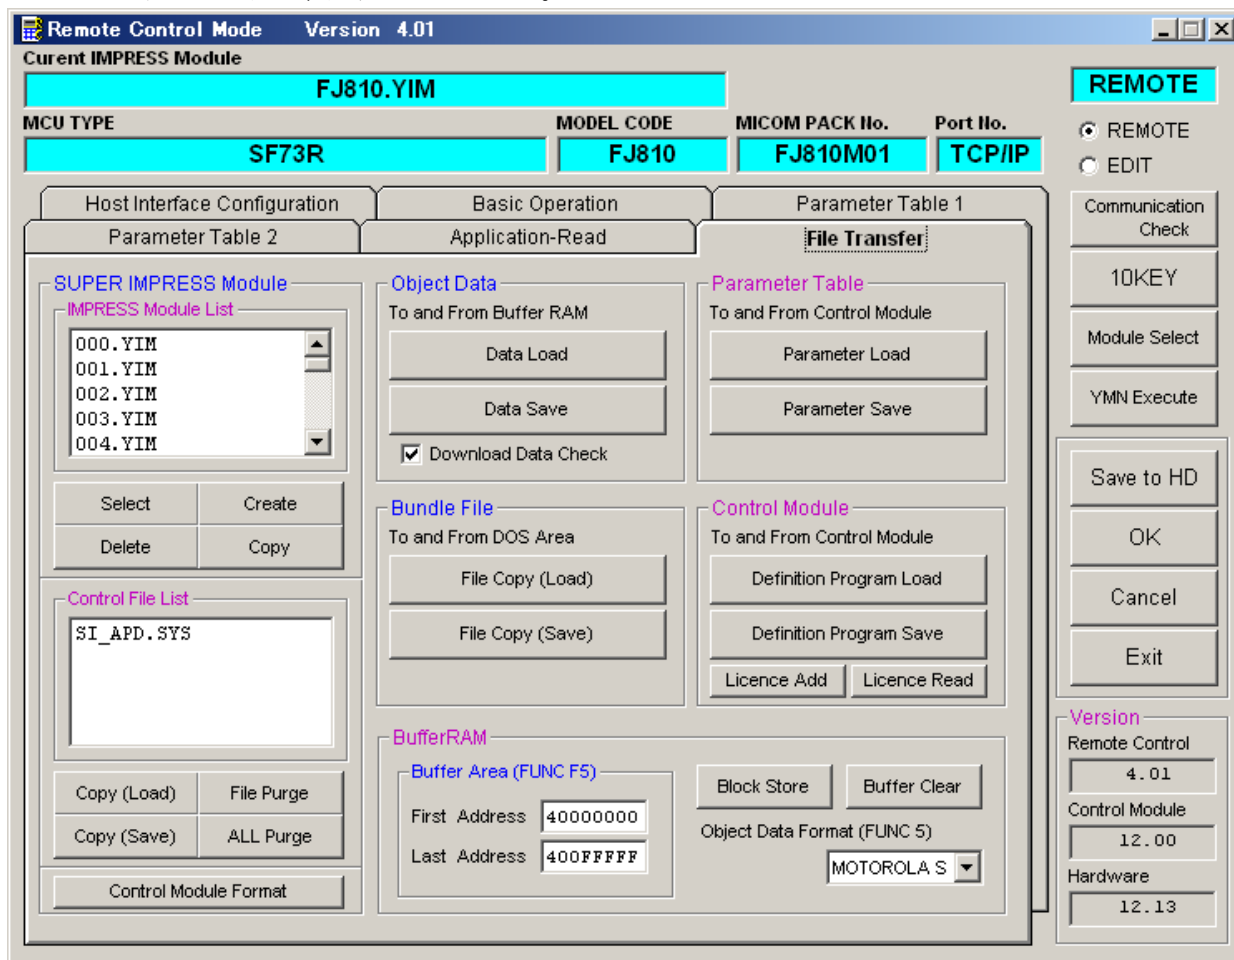 Remote Control Mode Version 4.01
Curent IMPRESS Module
FJ810.YIM
MCU TYPE
MODEL CODE
MICOM PACK No.
Port No.
SF73R
FJ810
FJ810M01
TCP/IP
REMOTE
REMOTE
EDIT
Host Interface Configuration
Basic Operation
Parameter Table 1
Parameter Table 2
Application-Read
File Transfer
SUPER IMPRESS Module
IMPRESS Module List
000.YIM
001.YIM
002.YIM
003.YIM
004.YIM
Select
Create
Delete
Copy
Control File List
SI_APD.SYS
Copy (Load)
File Purge
Copy (Save)
ALL Purge
Control Module Format
Object Data
To and From Buffer RAM
Data Load
Data Save
Download Data Check
Bundle File
To and From DOS Area
File Copy (Load)
File Copy (Save)
Parameter Table
To and From Control Module
Parameter Load
Parameter Save
Control Module
To and From Control Module
Definition Program Load
Definition Program Save
Licence Add
Licence Read
BufferRAM
Buffer Area (FUNC F5)
First Address
40000000
Last Address
400FFFFF
Block Store
Buffer Clear
Object Data Format (FUNC 5)
MOTOROLA S
Communication
Check
10KEY
Module Select
YMN Execute
Save to HD
OK
Cancel
Exit
Version
Remote Control
4.01
Control Module
12.00
Hardware
12.13